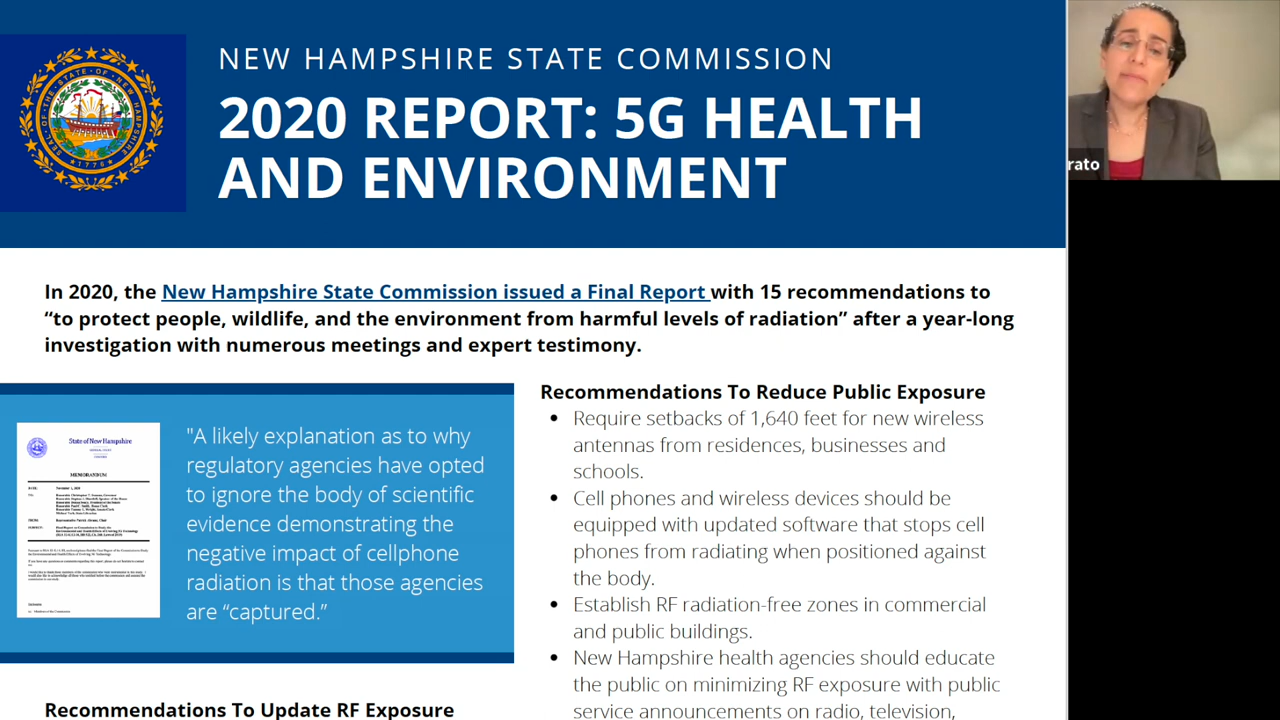 NEW HAMPSHIRE STATE COMMISSION
2020 REPORT: 5G HEALTH
AND ENVIRONMENT
1776
rato
In 2020, the New Hampshire State Commission issued a Final Report with 15 recommendations to
“to protect people, wildlife, and the environment from harmful levels of radiation” after a year-long
investigation with numerous meetings and expert testimony.
State of New Hampshire
MEMORANDUM
"A likely explanation as to why
regulatory agencies have opted
to ignore the body of scientific
evidence demonstrating the
negative impact of cellphone
radiation is that those agencies
are “captured.”
Recommendations To Reduce Public Exposure
Require setbacks of 1,640 feet for new wireless
antennas from residences, businesses and
schools.
Cell phones and wireless devices should be
equipped with updated software that stops cell
phones from radiating when positioned against
the body.
Establish RF radiation-free zones in commercial
and public buildings.
New Hampshire health agencies should educate
the public on minimizing RF exposure with public
service announcements on radio, television,
Recommendations To Update RF Exposure